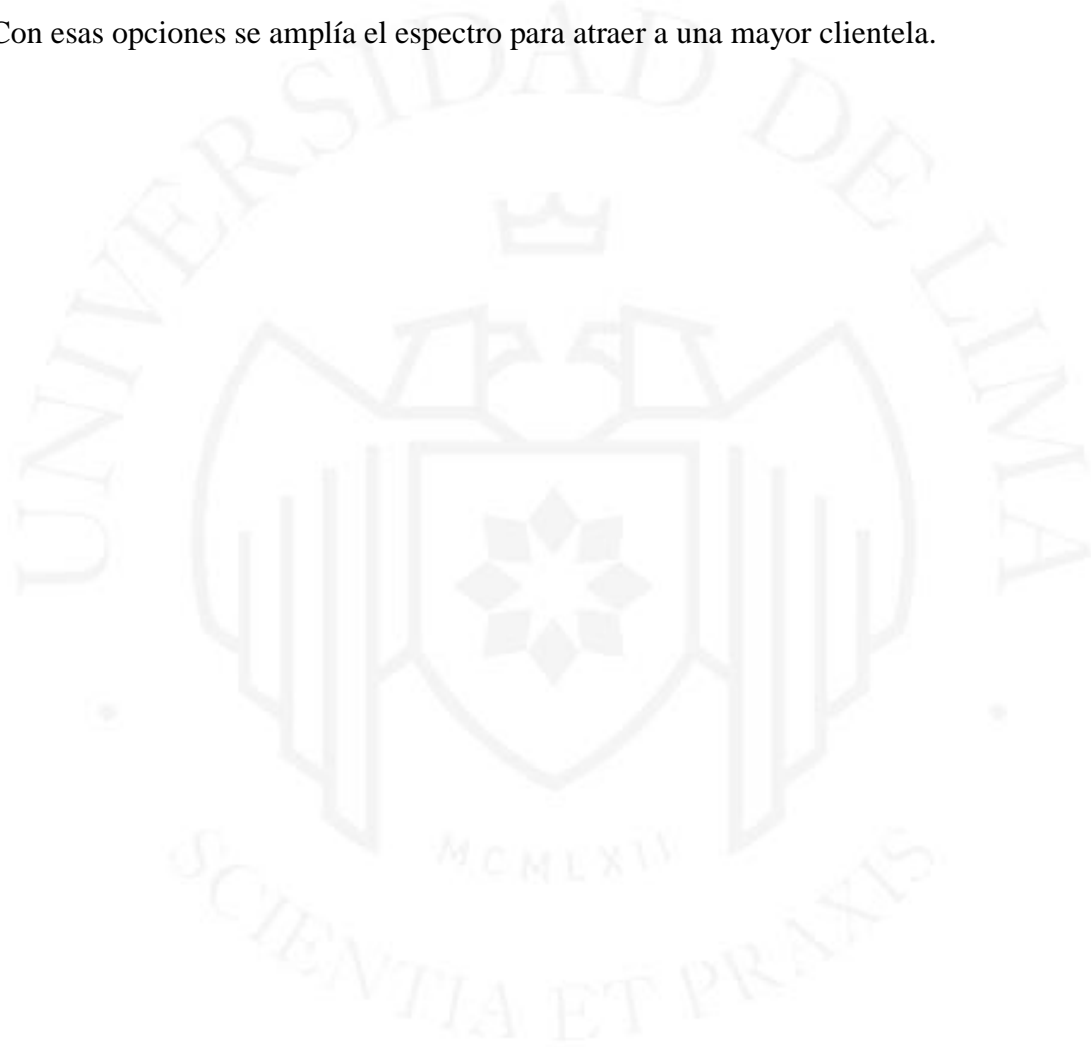 Con esas opciones se amplía el espectro para atraer a una mayor clientela.
UNIVERSIDAD DE LIMA
MCMLXII
SCIENTIA ET PRAXIS